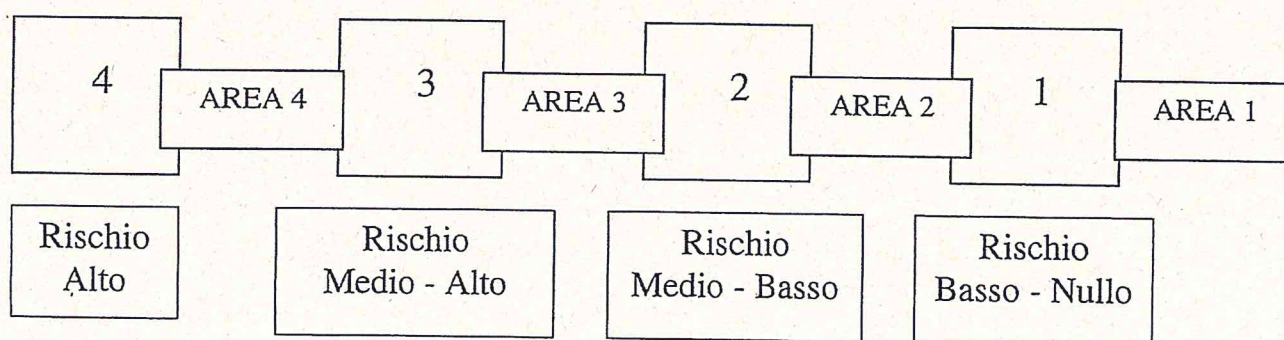 4 AREA 4 3 AREA 3 2 AREA 2 1 AREA 1
Rischio
Alto
Rischio
Medio - Alto
Rischio
Medio - Basso
Rischio
Basso - Nullo